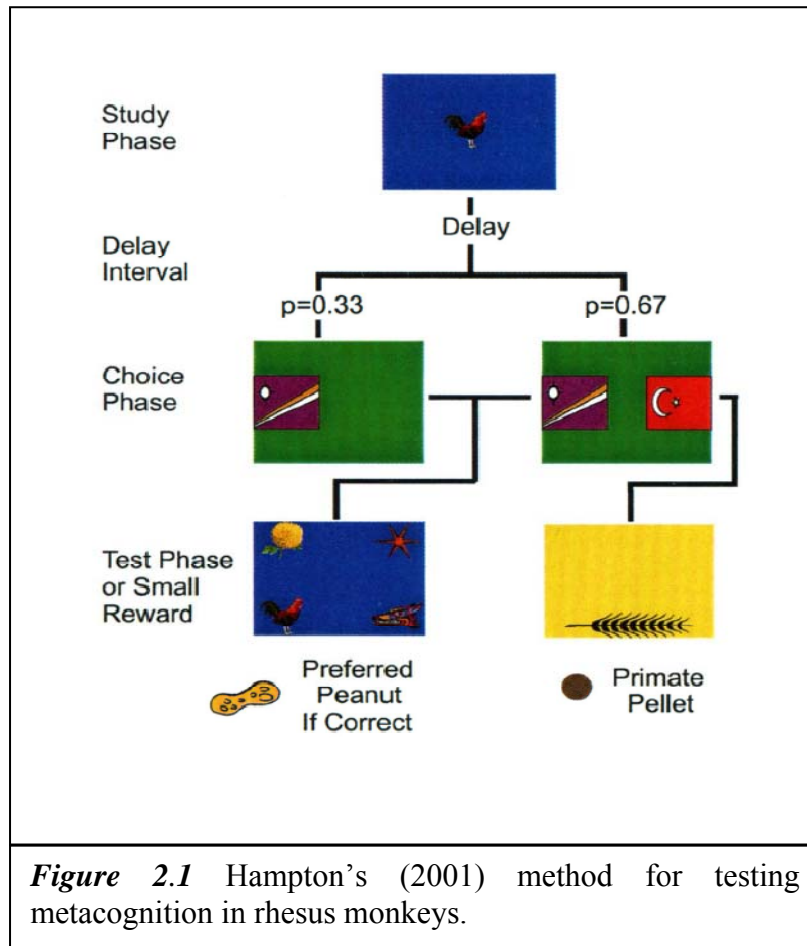 Study
Phase
Delay
Delay
Interval
p=0.33
p=0.67
Choice
Phase
Test Phase
or Small
Reward
Preferred
Peanut
If Correct
Primate
Pellet
Figure 2.1 Hampton's (2001) method for testing
metacognition in rhesus monkeys.